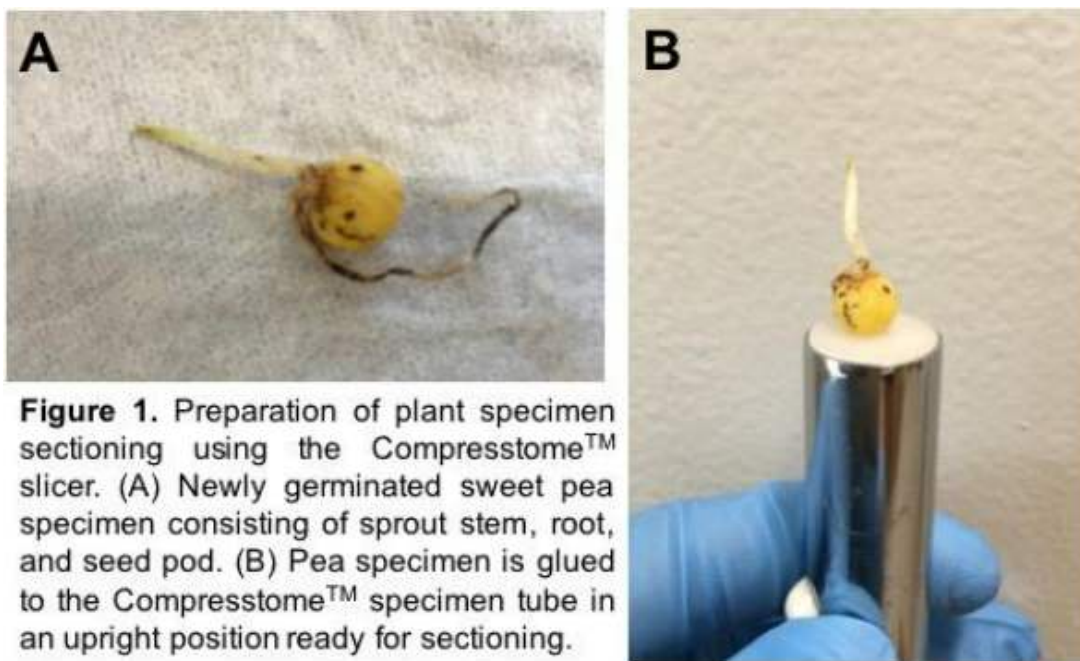 A
B
Figure 1. Preparation of plant specimen
sectioning using the Compresstome™
slicer. (A) Newly germinated sweet pea
specimen consisting of sprout stem, root,
and seed pod. (B) Pea specimen is glued
to the Compresstome™ specimen tube in
an upright position ready for sectioning.